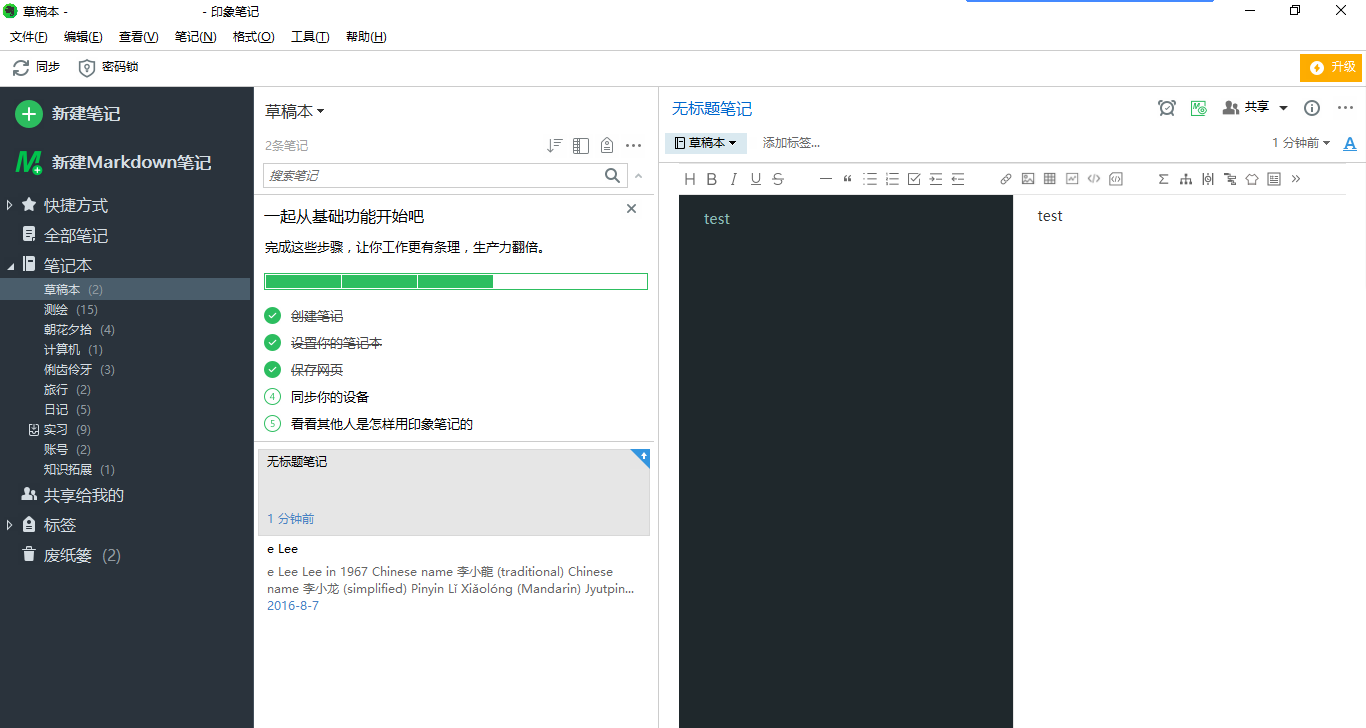 草稿本 - - 印象笔记
文件(F) 编辑(E) 查看(V) 笔记(N) 格式(O) 工具(T) 帮助(H)
同步 密码锁 升级
新建笔记
新建Markdown笔记
快捷方式
全部笔记
笔记本
草稿本 (2)
测绘 (15)
朝花夕拾 (4)
计算机 (1)
俐齿伶牙 (3)
旅行 (2)
日记 (5)
实习 (9)
账号 (2)
知识拓展 (1)
共享给我的
标签
废纸篓 (2)
草稿本
2条笔记
搜索笔记
一起从基础功能开始吧
完成这些步骤，让你工作更有条理，生产力翻倍。
创建笔记
设置你的笔记本
保存网页
4 同步你的设备
5 看看其他人是怎样用印象笔记的
无标题笔记
1 分钟前
e Lee
e Lee Lee in 1967 Chinese name 李小龍 (traditional) Chinese
name 李小龙 (simplified) Pinyin Lǐ Xiǎolóng (Mandarin) Jyutpin...
2016-8-7
无标题笔记
共享
草稿本 添加标签...
1 分钟前 A
H B I U S
test
test